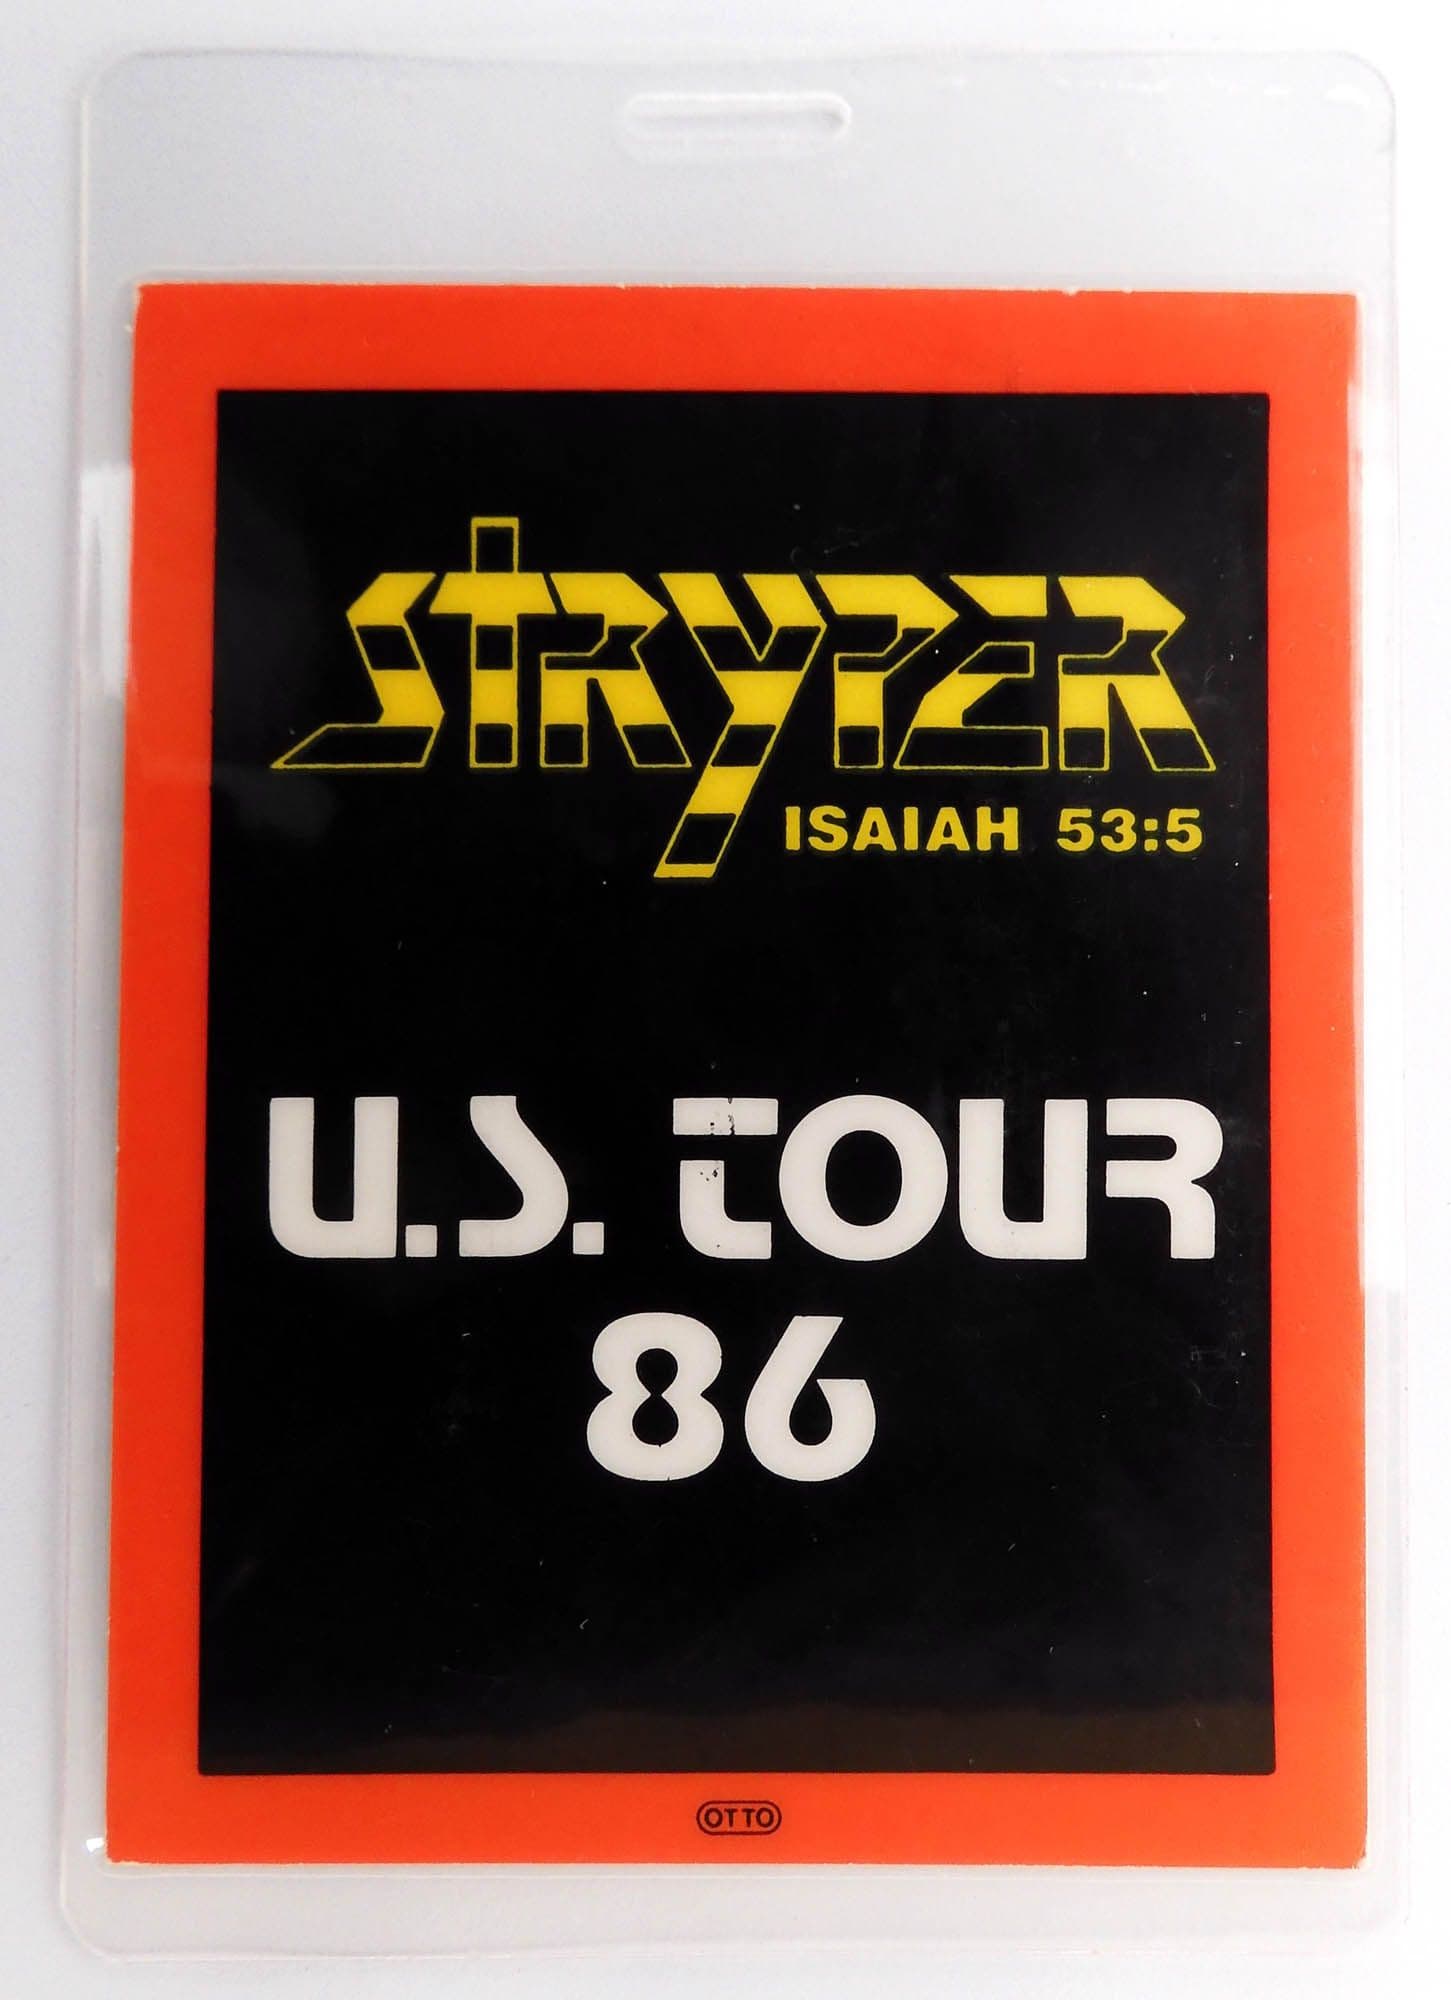 STRYPER
ISAIAH 53:5
U.S. TOUR
86
OTTO